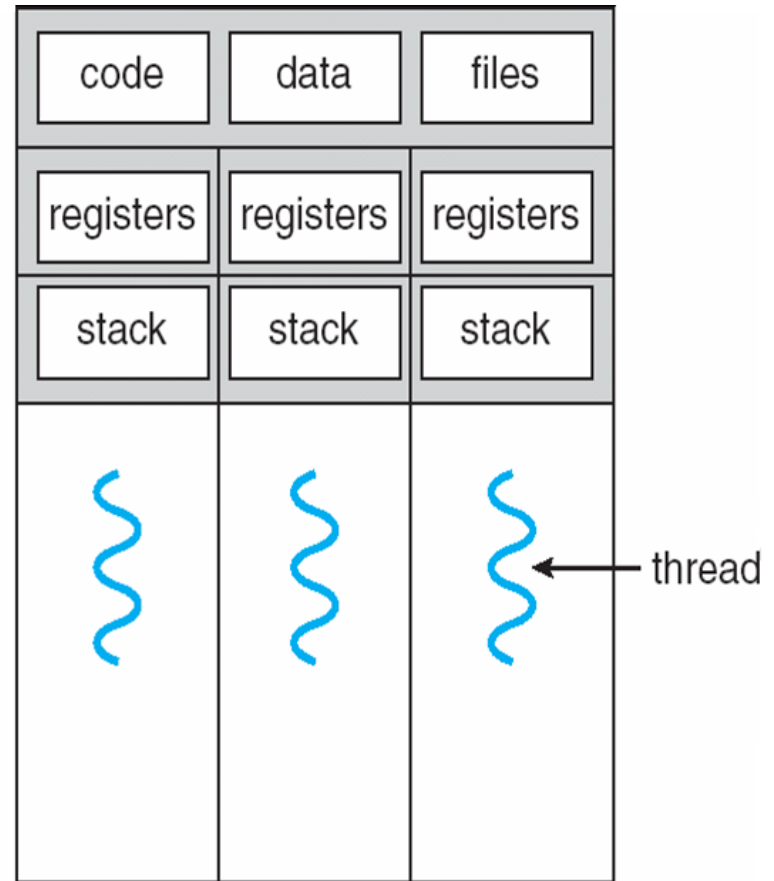 code data files
registers registers registers
stack stack stack
thread